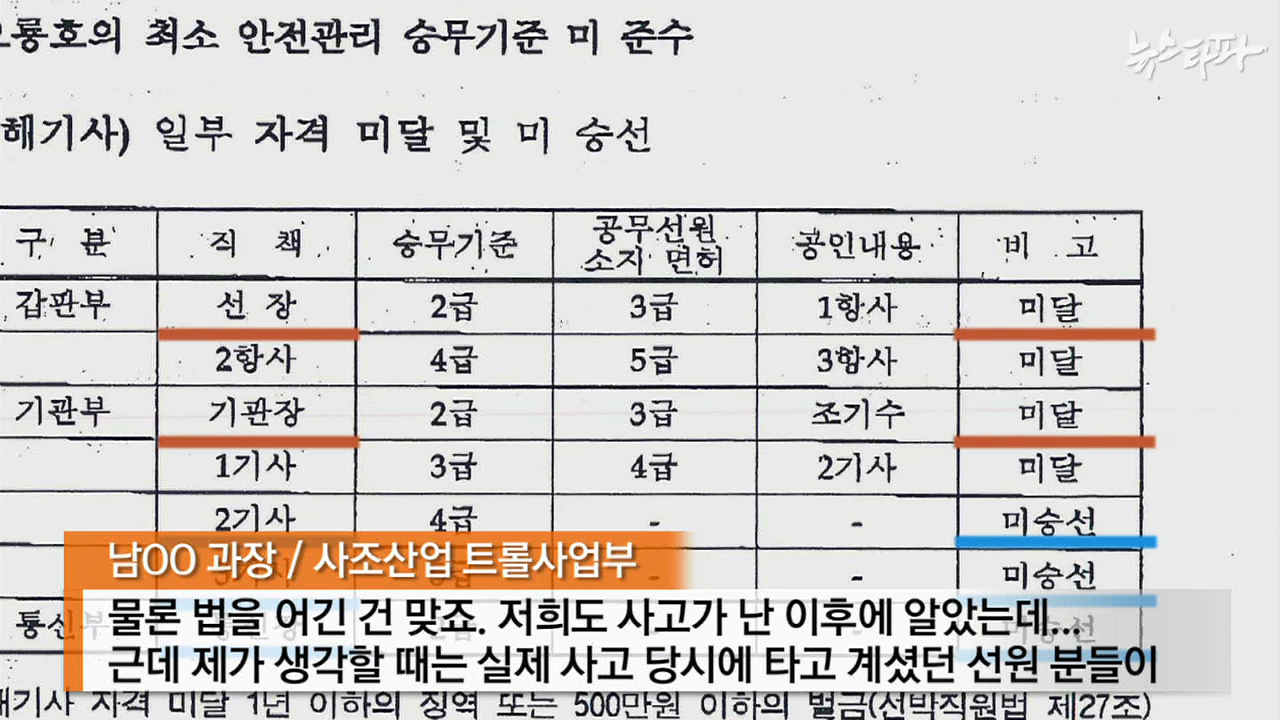 오룡호의 최소 안전관리 승무기준 미 준수
뉴스타파
해기사) 일부 자격 미달 및 미 승선
구 분 직 책 승무기준 공무선원 소지 면허 공인내용 비 고
갑판부 선 장 2급 3급 1항사 미달
2항사 4급 5급 3항사 미달
기관부 기관장 2급 3급 조기수 미달
1기사 3급 4급 2기사 미달
2기사 4급 - - 미승선
- 미승선
통신부 미승선
남OO 과장 / 사조산업 트롤사업부
물론 법을 어긴 건 맞죠. 저희도 사고가 난 이후에 알았는데...
근데 제가 생각할 때는 실제 사고 당시에 타고 계셨던 선원 분들이
해기사 자격 미달 1년 이하의 징역 또는 500만원 이하의 벌금(선박직원법 제27조)